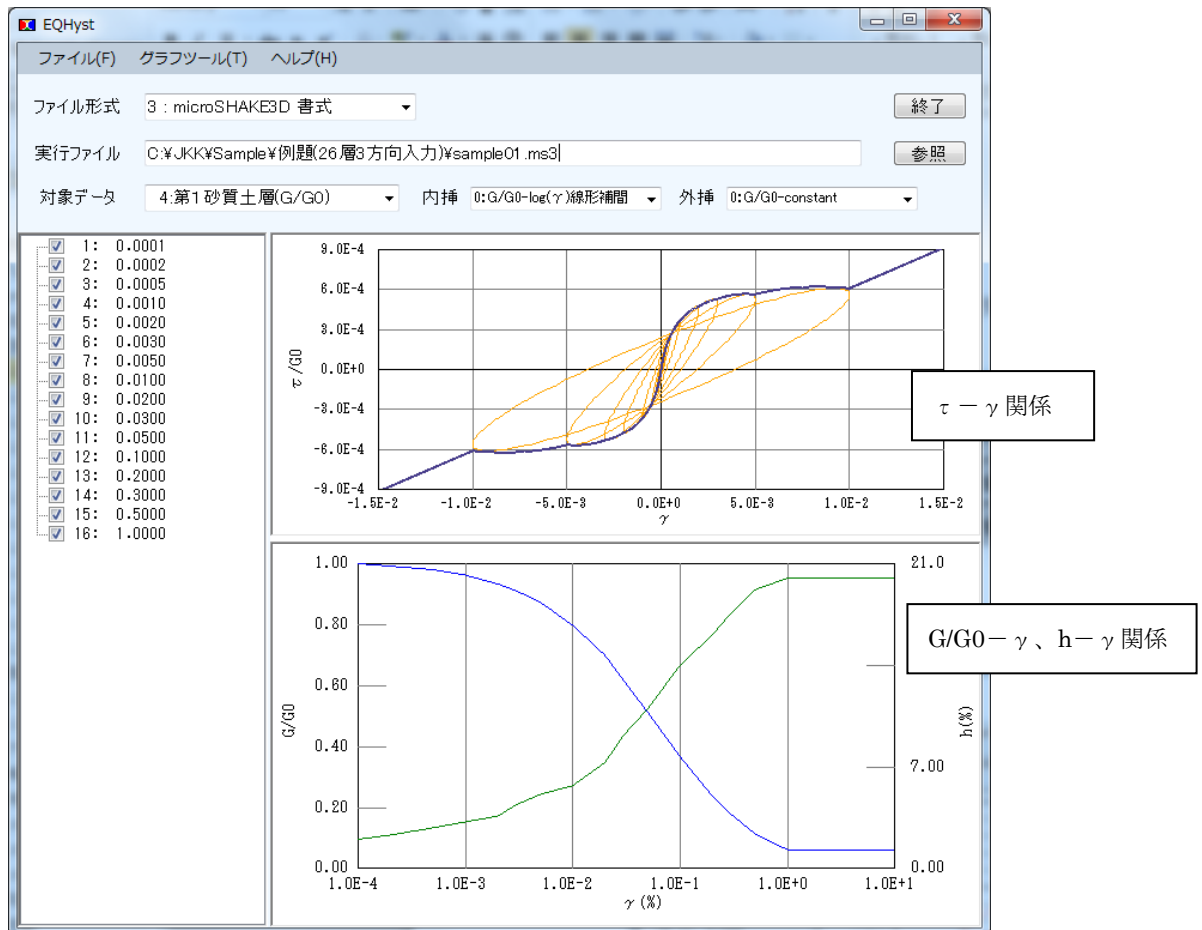 EQHyst
ファイル(F) グラフツール(T) ヘルプ(H)
ファイル形式 3 : microSHAKE3D 書式 終了
実行ファイル C:¥JKK¥Sample¥例題(26層3方向入力)¥sample01.ms3 参照
対象データ 4:第1砂質土層(G/G0) 内挿 0:G/G0-log(γ)線形補間 外挿 0:G/G0-constant
1: 0.0001
2: 0.0002
3: 0.0005
4: 0.0010
5: 0.0020
6: 0.0030
7: 0.0050
8: 0.0100
9: 0.0200
10: 0.0300
11: 0.0500
12: 0.1000
13: 0.2000
14: 0.3000
15: 0.5000
16: 1.0000
9.0E-4
6.0E-4
3.0E-4
0.0E+0
-3.0E-4
-6.0E-4
-9.0E-4
τ/G0
-1.5E-2 -1.0E-2 -5.0E-3 0.0E+0 5.0E-3 1.0E-2 1.5E-2
γ
τ－γ関係
1.00
0.80
0.60
0.40
0.20
0.00
G/G0
21.0
7.00
0.00
h(%)
1.0E-4 1.0E-3 1.0E-2 1.0E-1 1.0E+0 1.0E+1
γ(%)
G/G0－γ、h－γ関係